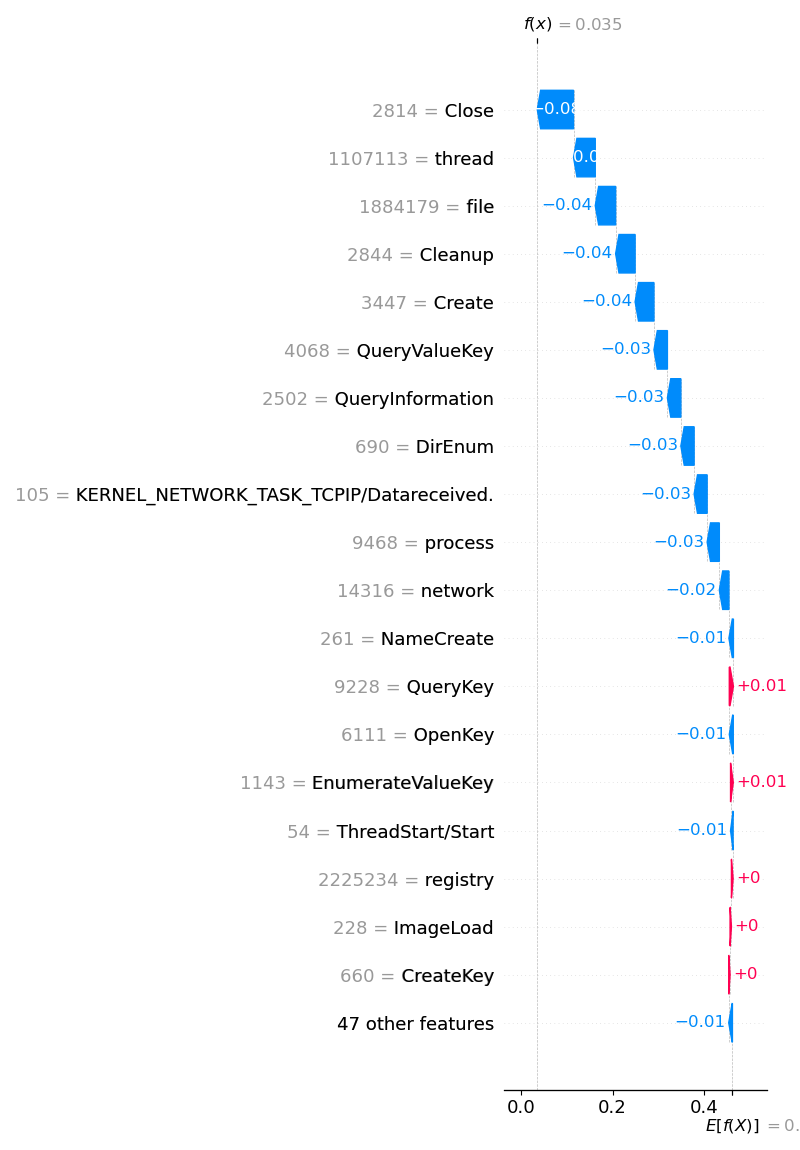 f(x) = 0.035
2814 = Close
−0.08
1107113 = thread
0.0
1884179 = file
−0.04
2844 = Cleanup
−0.04
3447 = Create
−0.04
4068 = QueryValueKey
−0.03
2502 = QueryInformation
−0.03
690 = DirEnum
−0.03
105 = KERNEL_NETWORK_TASK_TCPIP/Datareceived.
−0.03
9468 = process
−0.03
14316 = network
−0.02
261 = NameCreate
−0.01
9228 = QueryKey
+0.01
6111 = OpenKey
−0.01
1143 = EnumerateValueKey
+0.01
54 = ThreadStart/Start
−0.01
2225234 = registry
+0
228 = ImageLoad
+0
660 = CreateKey
+0
47 other features
−0.01
0.0 0.2 0.4
E[f(X)] = 0.